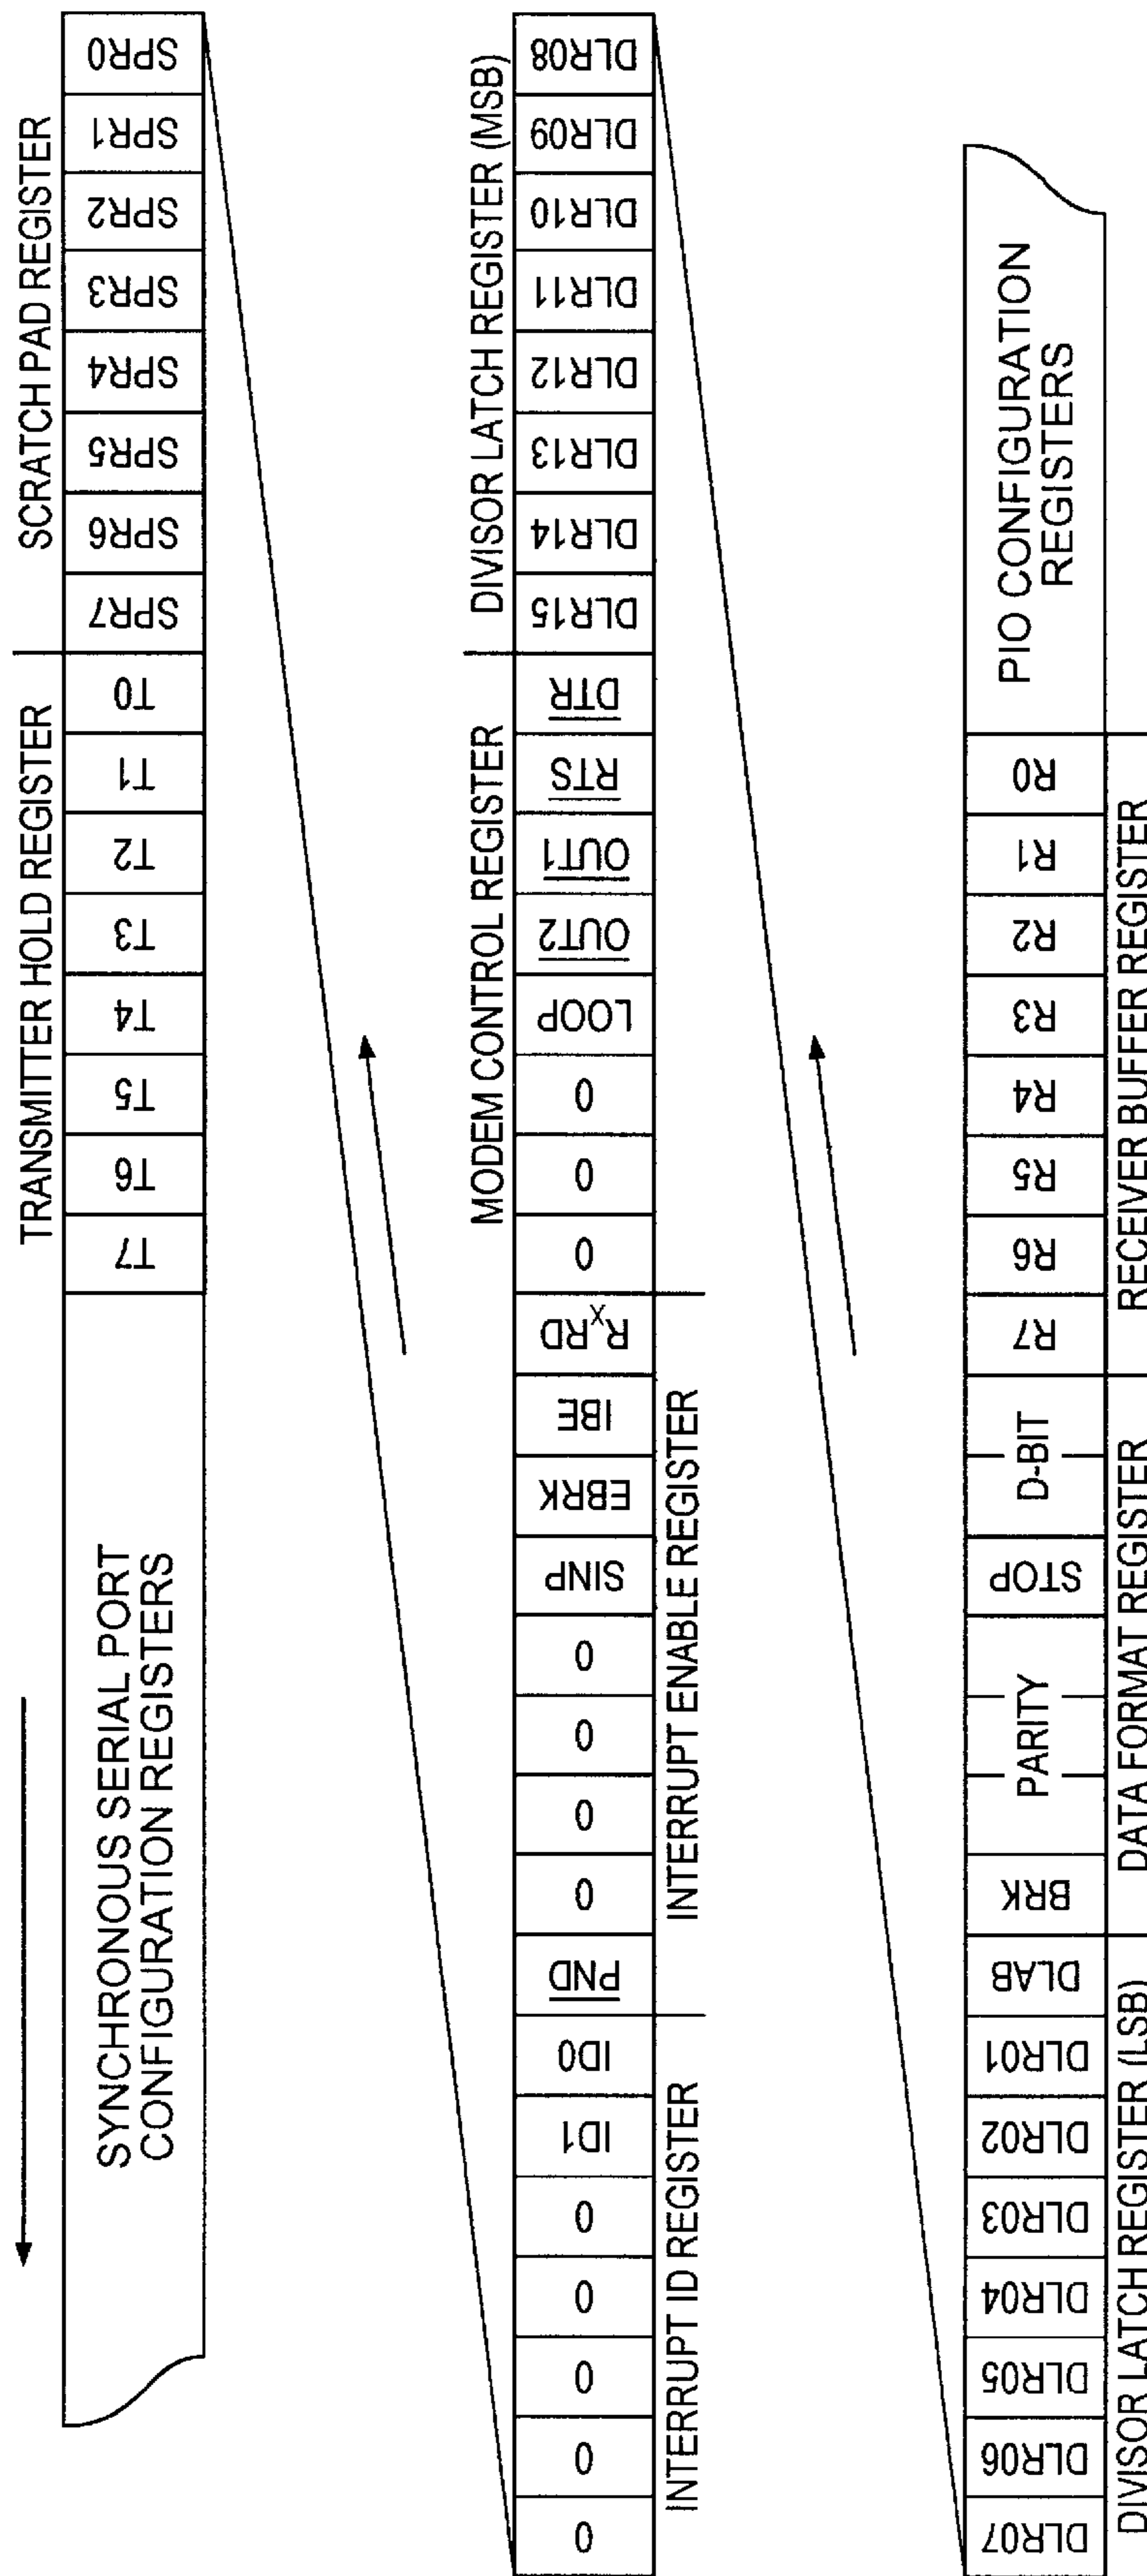 TRANSMITTER HOLD REGISTER
SCRATCH PAD REGISTER
SYNCHRONOUS SERIAL PORT
CONFIGURATION REGISTERS
T7
T6
T5
T4
T3
T2
T1
T0
SPR7
SPR6
SPR5
SPR4
SPR3
SPR2
SPR1
SPR0
MODEM CONTROL REGISTER
DIVISOR LATCH REGISTER (MSB)
0
0
0
0
0
ID1
ID0
PND
0
0
0
0
SINP
EBRK
IBE
RxRD
0
0
0
LOOP
OUT2
OUT1
RTS
DTR
DLR15
DLR14
DLR13
DLR12
DLR11
DLR10
DLR09
DLR08
INTERRUPT ID REGISTER
INTERRUPT ENABLE REGISTER
DLR07
DLR06
DLR05
DLR04
DLR03
DLR02
DLR01
DLAB
BRK
PARITY
STOP
D-BIT
R7
R6
R5
R4
R3
R2
R1
R0
PIO CONFIGURATION
REGISTERS
DIVISOR LATCH REGISTER (LSB)
DATA FORMAT REGISTER
RECEIVER BUFFER REGISTER